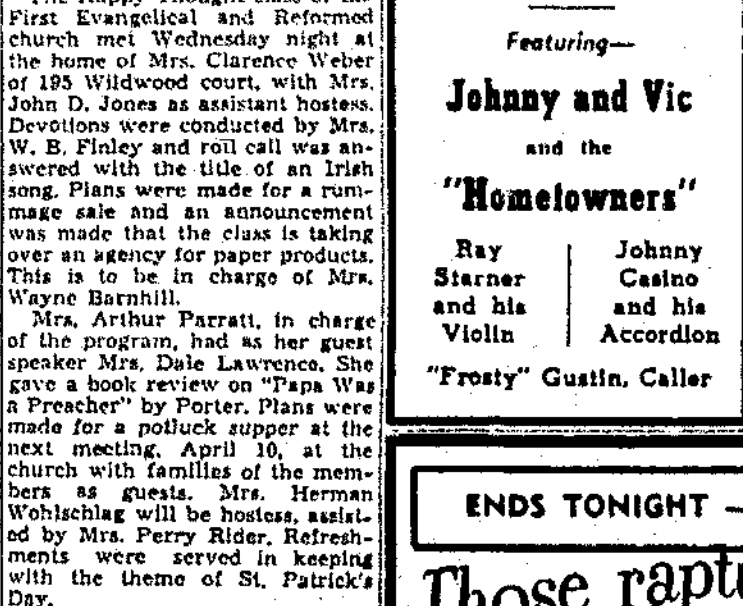 First Evangelical and Reformed
church met Wednesday night at
the home of Mrs. Clarence Weber
of 195 Wildwood court, with Mrs.
John D. Jones as assistant hostess.
Devotions were conducted by Mrs.
W. B. Finley and roll call was an-
swered with the title of an Irish
song. Plans were made for a rum-
mage sale and an announcement
was made that the class is taking
over an agency for paper products.
This is to be in charge of Mrs.
Wayne Barnhill.
Mrs. Arthur Parratt, in charge
of the program, had as her guest
speaker Mrs. Dale Lawrence. She
gave a book review on "Papa Was
a Preacher" by Porter. Plans were
made for a potluck supper at the
next meeting, April 10, at the
church with families of the mem-
bers as guests. Mrs. Herman
Wohlschlag will be hostess, assist-
ed by Mrs. Perry Rider. Refresh-
ments were served in keeping
with the theme of St. Patrick's
Day.
Featuring—
Johnny and Vic
and the
"Hometowners"
Ray
Starner
and his
Violin
Johnny
Casino
and his
Accordion
"Frosty" Gustin, Caller
ENDS TONIGHT —
Those